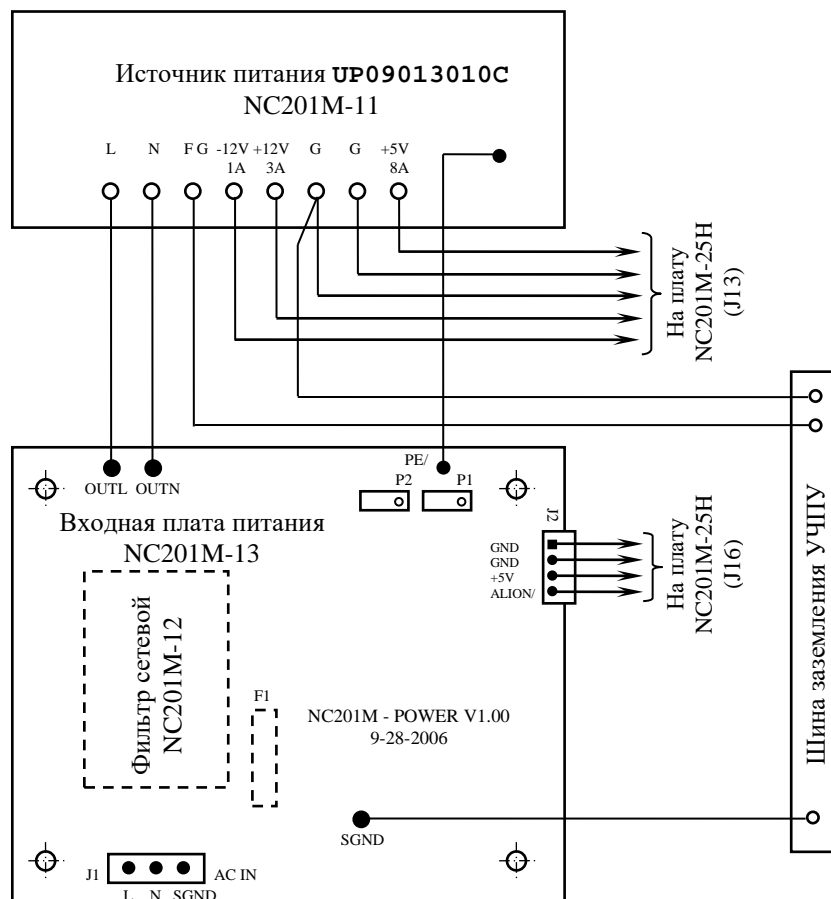 Источник питания UP09013010C
NC201M-11
L N F G -12V +12V G G +5V
1A 3A 8A
На плату
NC201M-25H
(J13)
PE/
OUTL OUTN
P2 P1
J2
Входная плата питания
NC201M-13
GND
GND
+5V
ALION/
На плату
NC201M-25H
(J16)
Шина заземления УЧПУ
Фильтр сетевой
NC201M-12
F1
NC201M - POWER V1.00
9-28-2006
SGND
J1 AC IN
L N SGND